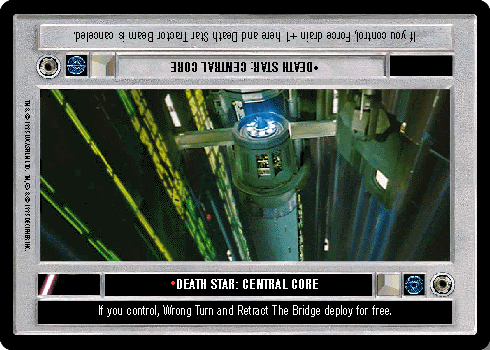 If you control, Force drain +1 here and Death Star Tractor Beam is canceled.
•DEATH STAR: CENTRAL CORE
•DEATH STAR: CENTRAL CORE
If you control, Wrong Turn and Retract The Bridge deploy for free.